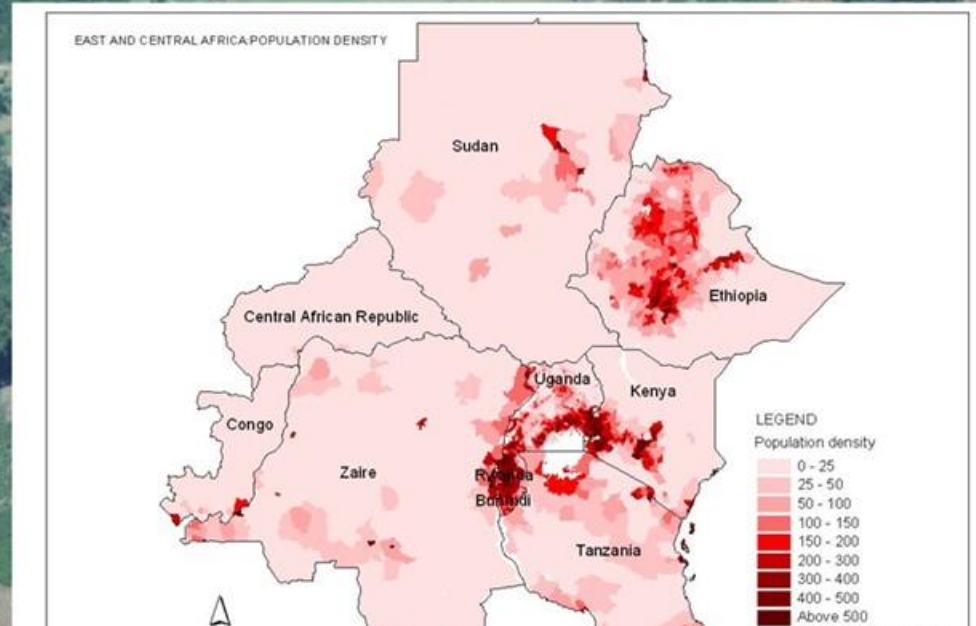 EAST AND CENTRAL AFRICA:POPULATION DENSITY
Sudan
Ethiopia
Central African Republic
Uganda
Kenya
Congo
Zaire
Rwanda
Burundi
Tanzania
LEGEND
Population density
0 - 25
25 - 50
50 - 100
100 - 150
150 - 200
200 - 300
300 - 400
400 - 500
Above 500